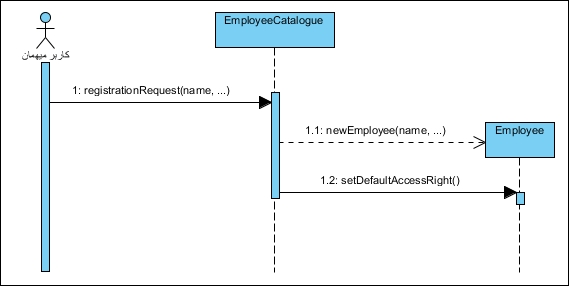 EmployeeCatalogue
کاربر میهمان
1: registrationRequest(name, ...)
1.1: newEmployee(name, ...)
Employee
1.2: setDefaultAccessRight()